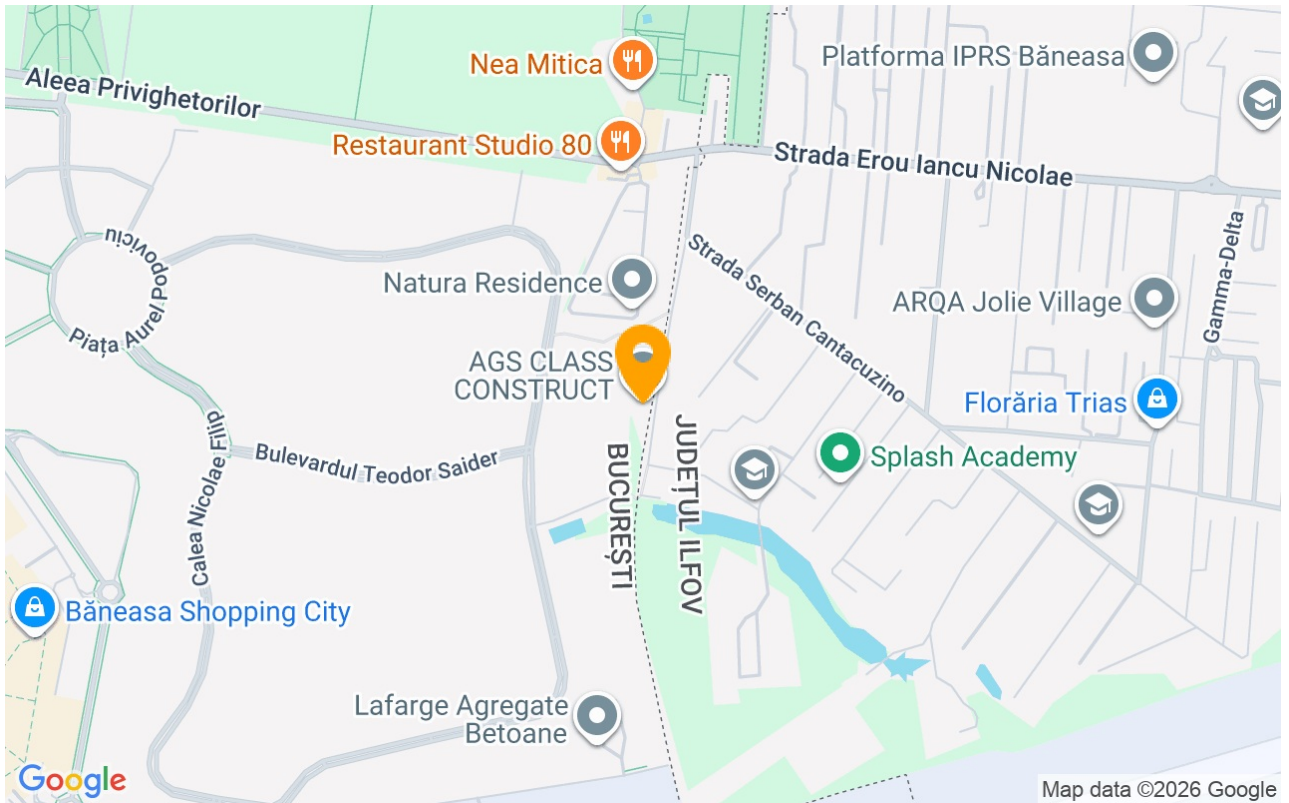 Nea Mitica
Platforma IPRS Băneasa
Aleea Privighetorilor
Restaurant Studio 80
Strada Erou Iancu Nicolae
Piața Aurel Popoviciu
Natura Residence
Strada Serban Cantacuzino
ARQA Jolie Village
Gamma-Delta
AGS CLASS
CONSTRUCT
Florăria Trias
Calea Nicolae Filip
Bulevardul Teodor Saider
BUCUREȘTI
JUDEȚUL ILFOV
Splash Academy
Băneasa Shopping City
Lafarge Agregate
Betoane
Google
Map data ©2026 Google